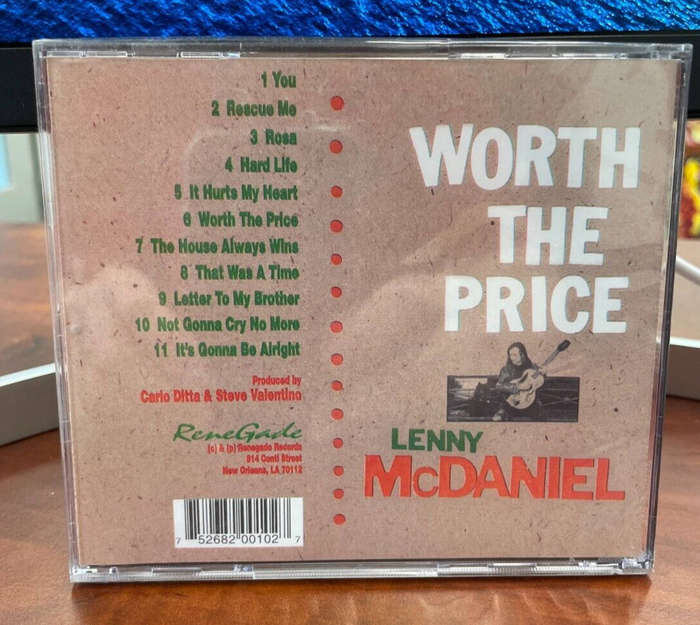 1 You
2 Rescue Me
3 Rosa
4 Hard Life
5 It Hurts My Heart
6 Worth The Price
7 The House Always Wins
8 That Was A Time
9 Letter To My Brother
10 Not Gonna Cry No More
11 It's Gonna Be Alright
Produced by
Carlo Ditta & Steve Valentino
ReneGade
(c) & (p) Renegade Records
914 Conti Street
New Orleans, LA 70112
7 52682 00102 7
WORTH
THE
PRICE
LENNY
McDANIEL